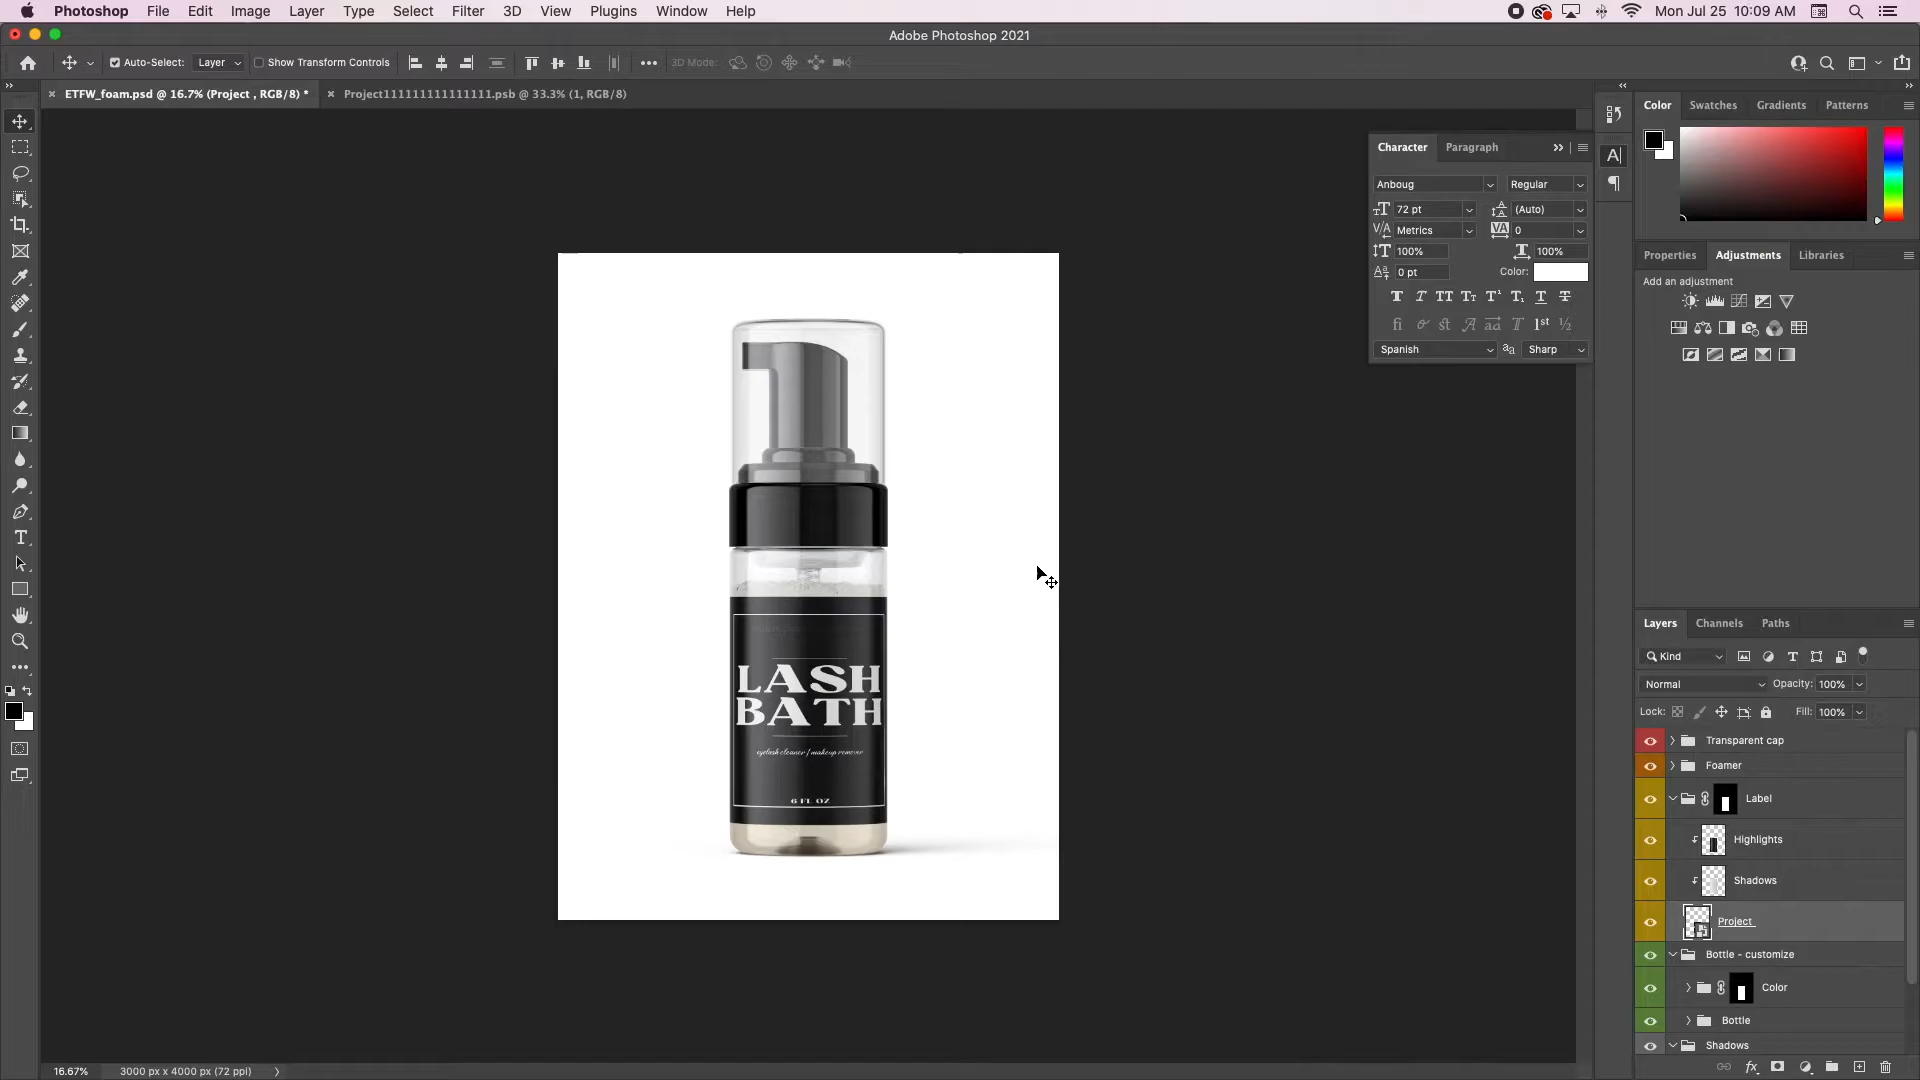 Photoshop File Edit Image Layer Type Select Filter 3D View Plugins Window Help Mon Jul 25 10:09 AM
Adobe Photoshop 2021
Auto-Select: Layer Show Transform Controls 3D Mode:
ETFW_foam.psd @ 16.7% (Project , RGB/8) * Project111111111111111.psb @ 33.3% (1, RGB/8)
Color Swatches Gradients Patterns
Character Paragraph
Anboug Regular
72 pt (Auto)
Metrics 0
100% 100%
0 pt Color:
Spanish Sharp
Properties Adjustments Libraries
Add an adjustment
LASH
BATH
eyelash cleaner / makeup remover
6 FL OZ
Layers Channels Paths
Kind
Normal Opacity: 100%
Lock: Fill: 100%
Transparent cap
Foamer
Label
Highlights
Shadows
Project
Bottle - customize
Color
Bottle
Shadows
16.67% 3000 px x 4000 px (72 ppi)